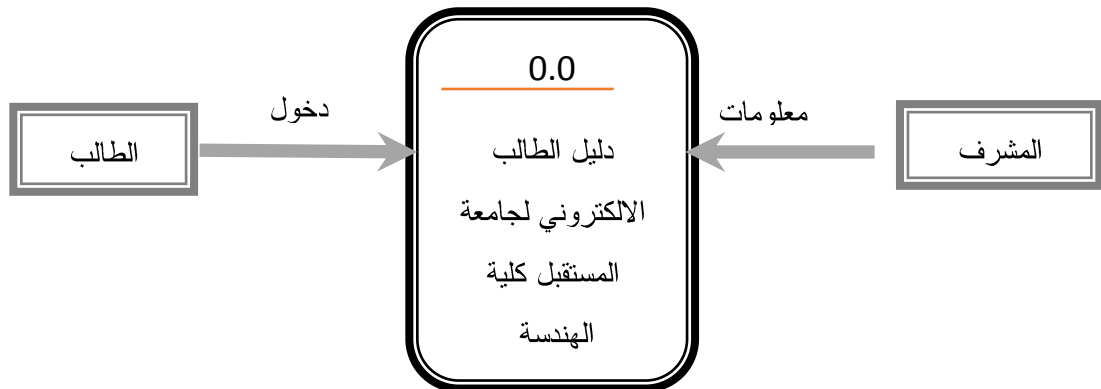 0.0
دخول
معلومات
الطالب
دليل الطالب
المشرف
الالكتروني لجامعة
المستقبل كلية
الهندسة